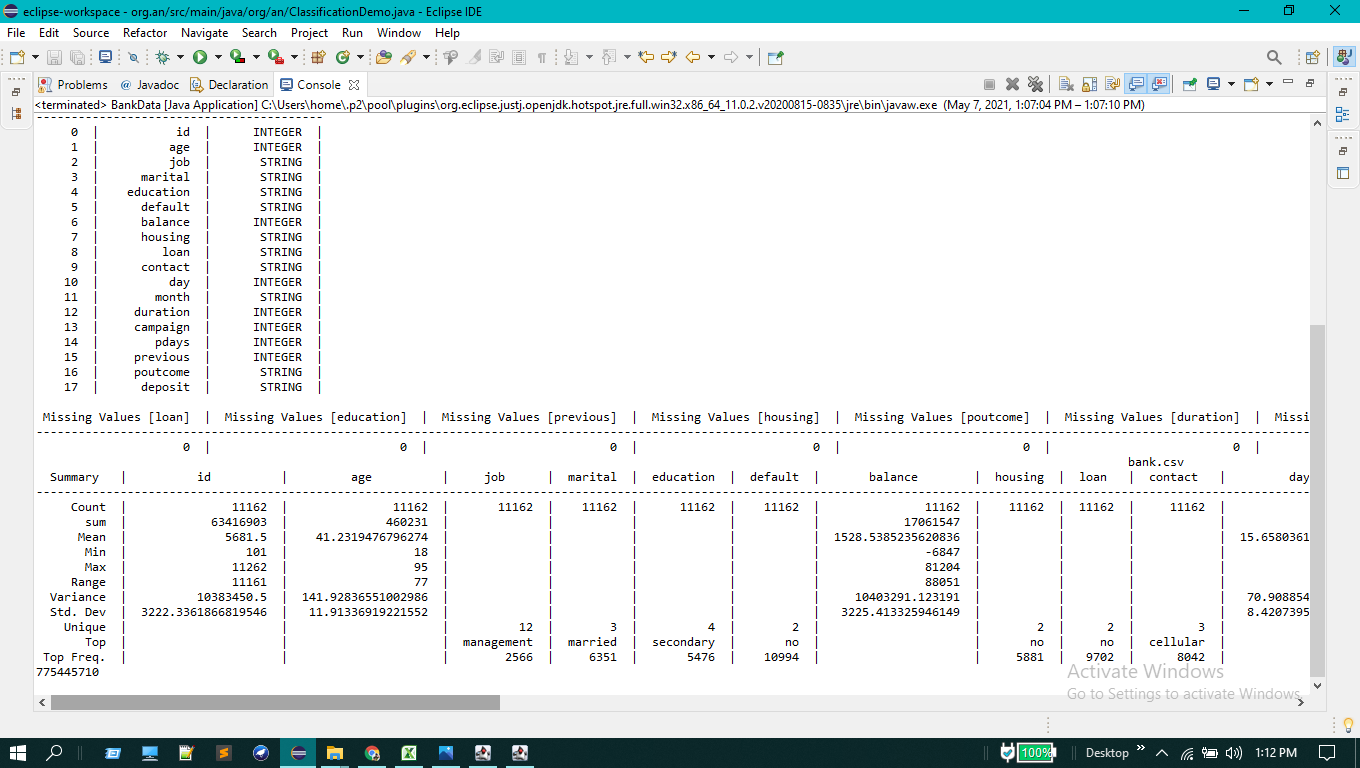 eclipse-workspace - org.an/src/main/java/org/an/ClassificationDemo.java - Eclipse IDE
File Edit Source Refactor Navigate Search Project Run Window Help
Problems @ Javadoc Declaration Console
<terminated> BankData [Java Application] C:\Users\home\.p2\pool\plugins\org.eclipse.justj.openjdk.hotspot.jre.full.win32.x86_64_11.0.2.v20200815-0835\jre\bin\javaw.exe (May 7, 2021, 1:07:04 PM – 1:07:10 PM)
0 | id | INTEGER |
1 | age | INTEGER |
2 | job | STRING |
3 | marital | STRING |
4 | education | STRING |
5 | default | STRING |
6 | balance | INTEGER |
7 | housing | STRING |
8 | loan | STRING |
9 | contact | STRING |
10 | day | INTEGER |
11 | month | STRING |
12 | duration | INTEGER |
13 | campaign | INTEGER |
14 | pdays | INTEGER |
15 | previous | INTEGER |
16 | poutcome | STRING |
17 | deposit | STRING |
Missing Values [loan] | Missing Values [education] | Missing Values [previous] | Missing Values [housing] | Missing Values [poutcome] | Missing Values [duration] | Missi
0 | 0 | 0 | 0 | 0 | 0 |
bank.csv
Summary | id | age | job | marital | education | default | balance | housing | loan | contact | day
Count | 11162 | 11162 | 11162 | 11162 | 11162 | 11162 | 11162 | 11162 | 11162 | 11162 |
sum | 63416903 | 460231 | | | | | 17061547 | | | |
Mean | 5681.5 | 41.2319476796274 | | | | | 1528.5385235620836 | | | | 15.6580361
Min | 101 | 18 | | | | | -6847 | | | |
Max | 11262 | 95 | | | | | 81204 | | | |
Range | 11161 | 77 | | | | | 88051 | | | |
Variance | 10383450.5 | 141.92836551002986 | | | | | 10403291.123191 | | | | 70.908854
Std. Dev | 3222.3361866819546 | 11.91336919221552 | | | | | 3225.413325946149 | | | | 8.4207395
Unique | | | 12 | 3 | 4 | 2 | | 2 | 2 | 3 |
Top | | | management | married | secondary | no | | no | no | cellular |
Top Freq. | | | 2566 | 6351 | 5476 | 10994 | | 5881 | 9702 | 8042 |
775445710
Activate Windows
Go to Settings to activate Windows.
100% Desktop » 1:12 PM